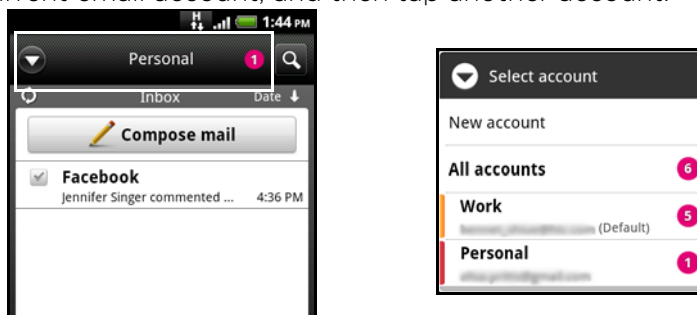 email account, and then tap another account.
H 1:44 PM
Personal 1
Inbox Date
Compose mail
Facebook
Jennifer Singer commented ... 4:36 PM
Select account
New account
All accounts 6
Work 5
(Default)
Personal 1